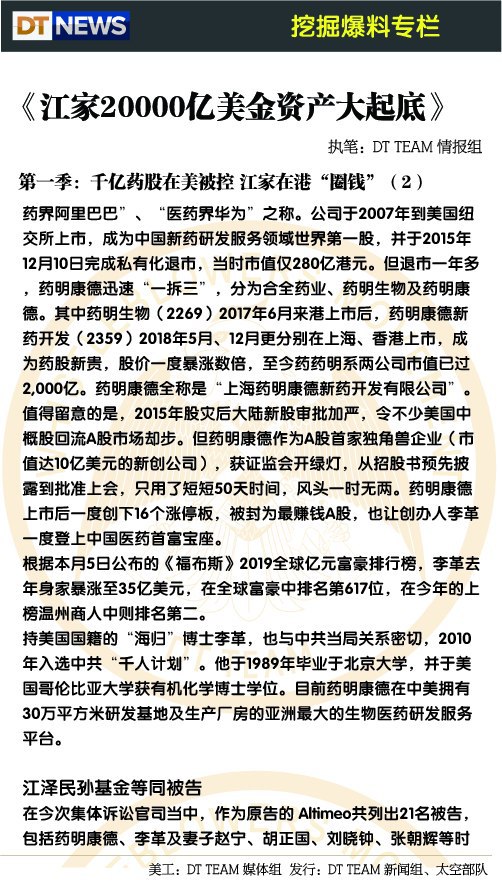 DT NEWS 挖掘爆料专栏
《江家20000亿美金资产大起底》
执笔：DT TEAM 情报组
第一季：千亿药股在美被控 江家在港“圈钱”（2）
药界阿里巴巴”、“医药界华为”之称。公司于2007年到美国纽
交所上市，成为中国新药研发服务领域世界第一股，并于2015年
12月10日完成私有化退市，当时市值仅280亿港元。但退市一年多
，药明康德迅速“一拆三”，分为合全药业、药明生物及药明康
德。其中药明生物（2269）2017年6月来港上市后，药明康德新
药开发（2359）2018年5月、12月更分别在上海、香港上市，成
为药股新贵，股价一度暴涨数倍，至今药药明系两公司市值已过
2,000亿。药明康德全称是“上海药明康德新药开发有限公司”。
值得留意的是，2015年股灾后大陆新股审批加严，令不少美国中
概股回流A股市场却步。但药明康德作为A股首家独角兽企业（市
值达10亿美元的新创公司），获证监会开绿灯，从招股书预先披
露到批准上会，只用了短短50天时间，风头一时无两。药明康德
上市后一度创下16个涨停板，被封为最赚钱A股，也让创办人李革
一度登上中国医药首富宝座。
根据本月5日公布的《福布斯》2019全球亿元富豪排行榜，李革去
年身家暴涨至35亿美元，在全球富豪中排名第617位，在今年的上
榜温州商人中则排名第二。
持美国国籍的“海归”博士李革，也与中共当局关系密切，2010
年入选中共“千人计划”。他于1989年毕业于北京大学，并于美
国哥伦比亚大学获有机化学博士学位。目前药明康德在中美拥有
30万平方米研发基地及生产厂房的亚洲最大的生物医药研发服务
平台。
江泽民孙基金等同被告
在今次集体诉讼官司当中，作为原告的 Altimeo共列出21名被告，
包括药明康德、李革及妻子赵宁、胡正国、刘晓钟、张朝晖等时
美工：DT TEAM 媒体组 发行：DT TEAM 新闻组、太空部队